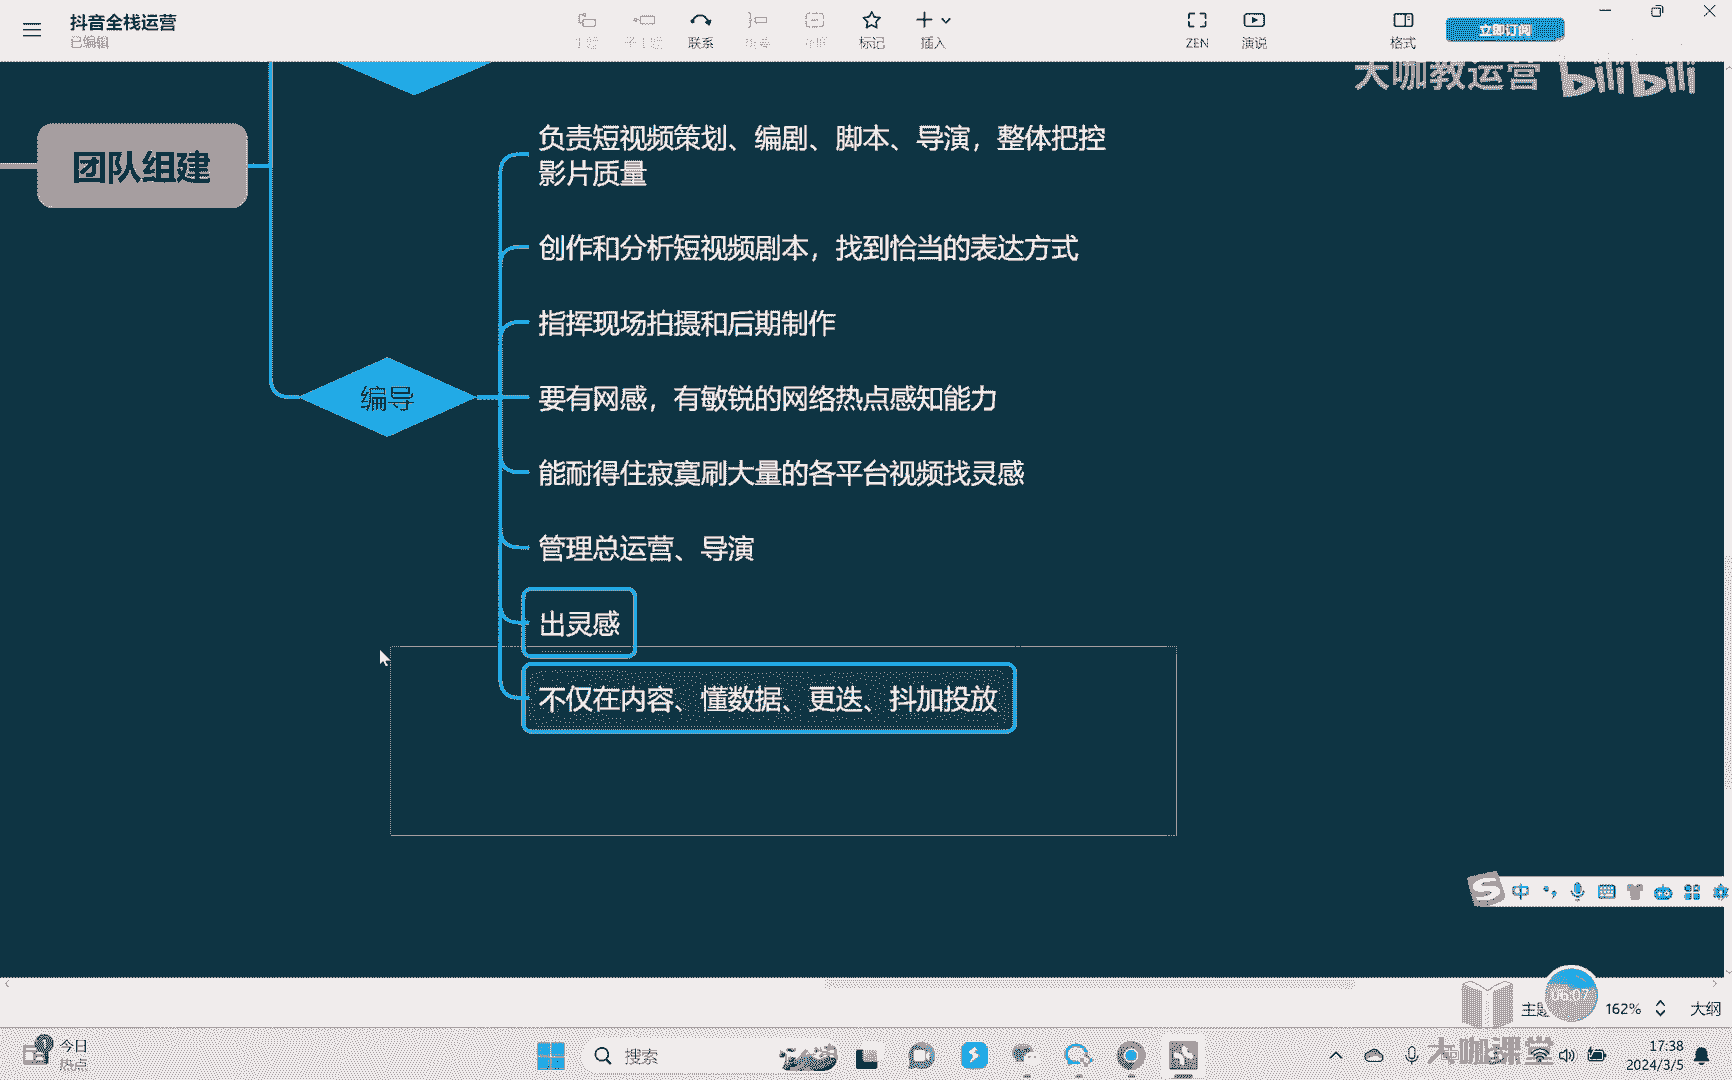 抖音全栈运营
已编辑
联系
标记
插入
ZEN
演说
格式
立即订阅
大咖教运营 bilibili
团队组建
负责短视频策划、编剧、脚本、导演，整体把控
影片质量
创作和分析短视频剧本，找到恰当的表达方式
指挥现场拍摄和后期制作
编导
要有网感，有敏锐的网络热点感知能力
能耐得住寂寞刷大量的各平台视频找灵感
管理总运营、导演
出灵感
不仅在内容、懂数据、更迭、抖加投放
中
06:07
162%
大纲
今日
热点
搜索
大咖课堂
17:38
2024/3/5